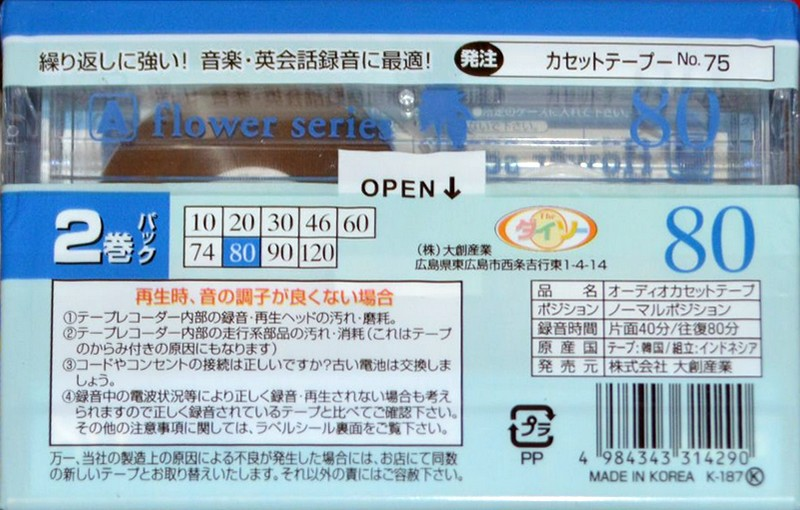 繰り返しに強い! 音楽・英会話録音に最適!
発注 カセットテープーNo.75
A flower series 80
OPEN↓
2巻パック
10 20 30 46 60
74 80 90 120
The ダイソー
(株)大創産業
広島県東広島市西条吉行東1-4-14
80
再生時、音の調子が良くない場合
①テープレコーダー内部の録音・再生ヘッドの汚れ・磨耗。
②テープレコーダー内部の走行系部品の汚れ・消耗(これはテープ
のからみ付きの原因にもなります)
③コードやコンセントの接続は正しいですか?古い電池は交換しま
しょう。
④録音中の電波状況等により正しく録音・再生されない場合も考え
られますので正しく録音されているテープと比べてご確認下さい。
その他の注意事項に関しては、ラベルシール裏面をご覧下さい。
万一、当社の製造上の原因による不良が発生した場合には、お店にて同数
の新しいテープとお取り替えいたします。それ以外の責にはご容赦下さい。
品名 オーディオカセットテープ
ポジション ノーマルポジション
録音時間 片面40分/往復80分
原産国 テープ:韓国/組立:インドネシア
発売元 株式会社 大創産業
プラ
PP
4 984343 314290
MADE IN KOREA K-187 Ⓚ